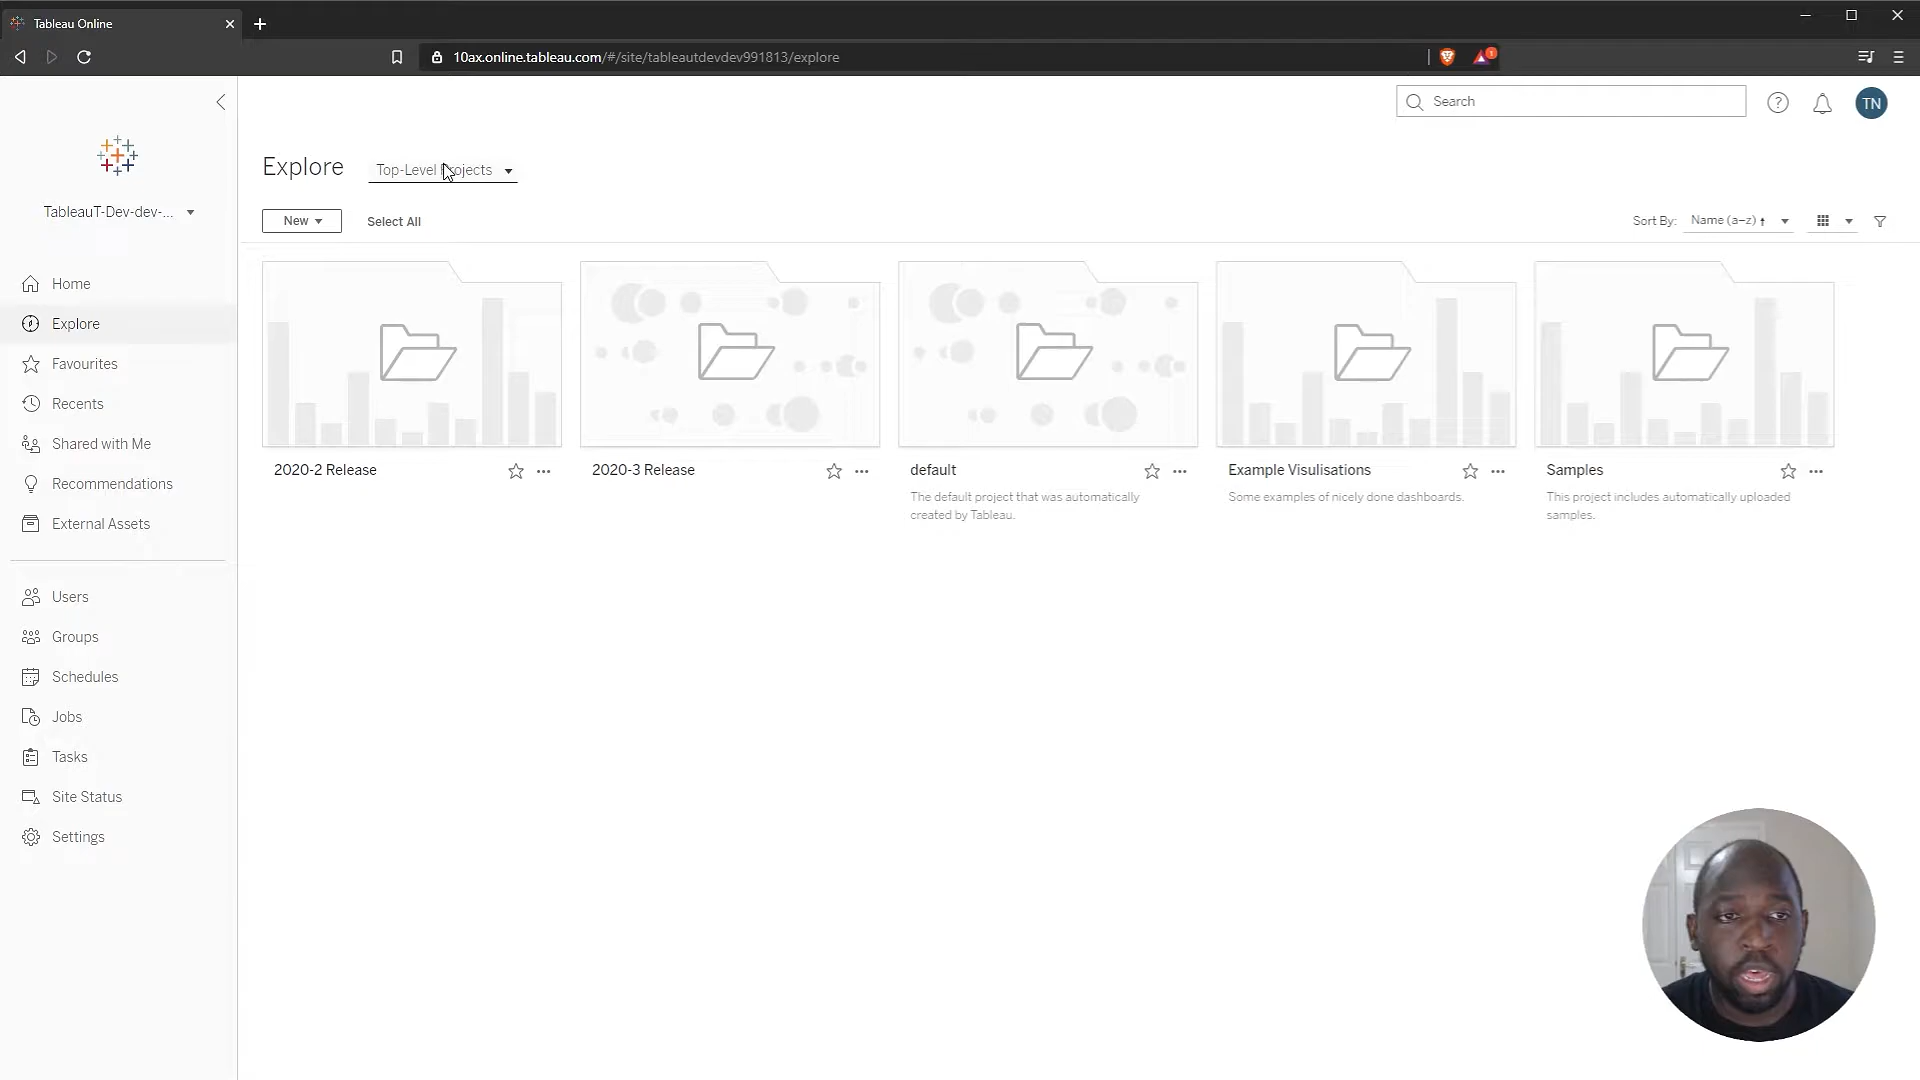 Tableau Online
10ax.online.tableau.com/#/site/tableautdevdev991813/explore
1
Search
TN
Explore
Top-Level Projects
TableauT-Dev-dev-...
New
Select All
Sort By: Name (a–z)
Home
Explore
Favourites
Recents
Shared with Me
Recommendations
External Assets
Users
Groups
Schedules
Jobs
Tasks
Site Status
Settings
2020-2 Release
2020-3 Release
default
The default project that was automatically
created by Tableau.
Example Visulisations
Some examples of nicely done dashboards.
Samples
This project includes automatically uploaded
samples.